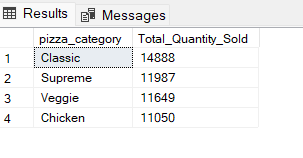 Results Messages
pizza_category Total_Quantity_Sold
1 Classic 14888
2 Supreme 11987
3 Veggie 11649
4 Chicken 11050